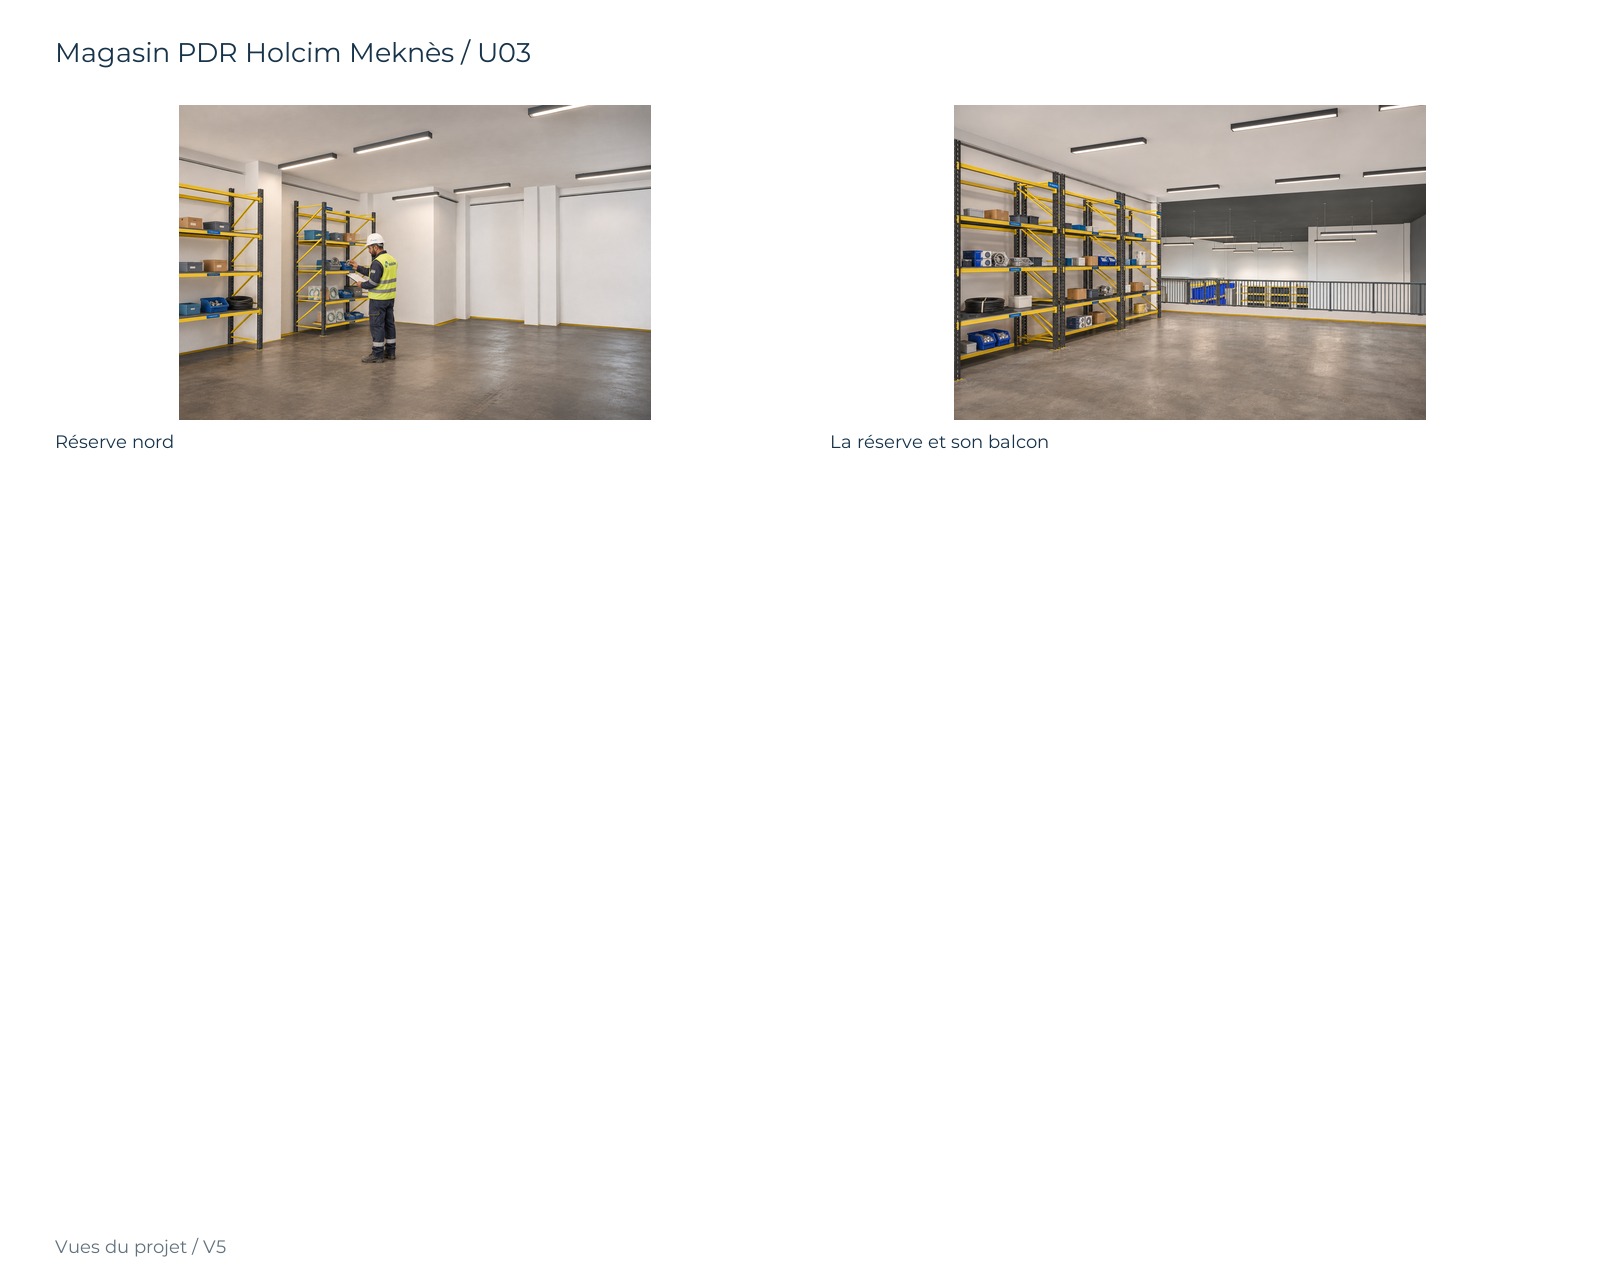 Magasin PDR Holcim Meknès / U03
Réserve nord
La réserve et son balcon
Vues du projet / V5